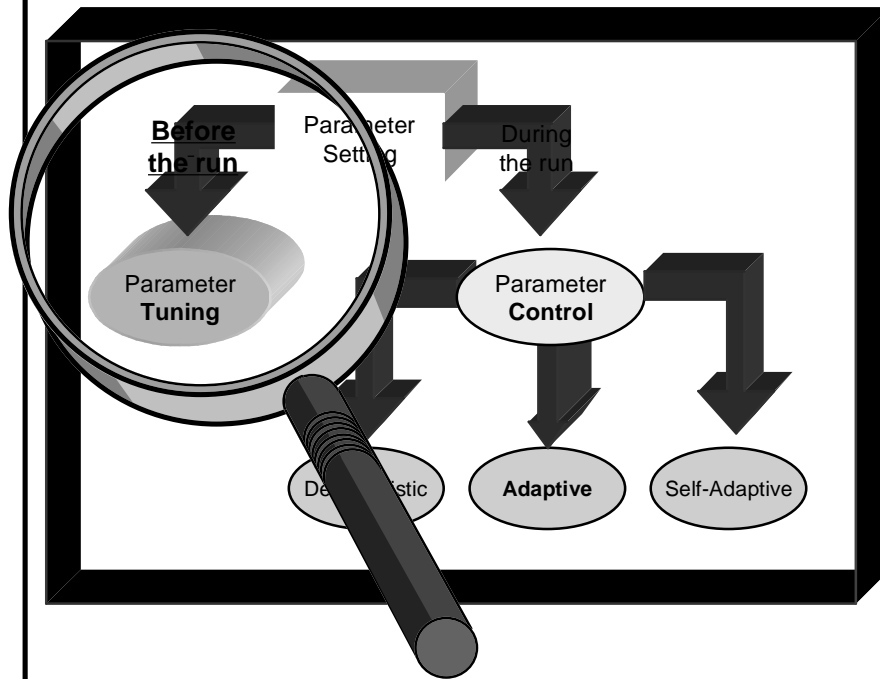 Before
the run
Parameter
Setting
During
the run
Parameter
Tuning
Parameter
Control
Adaptive
Self-Adaptive